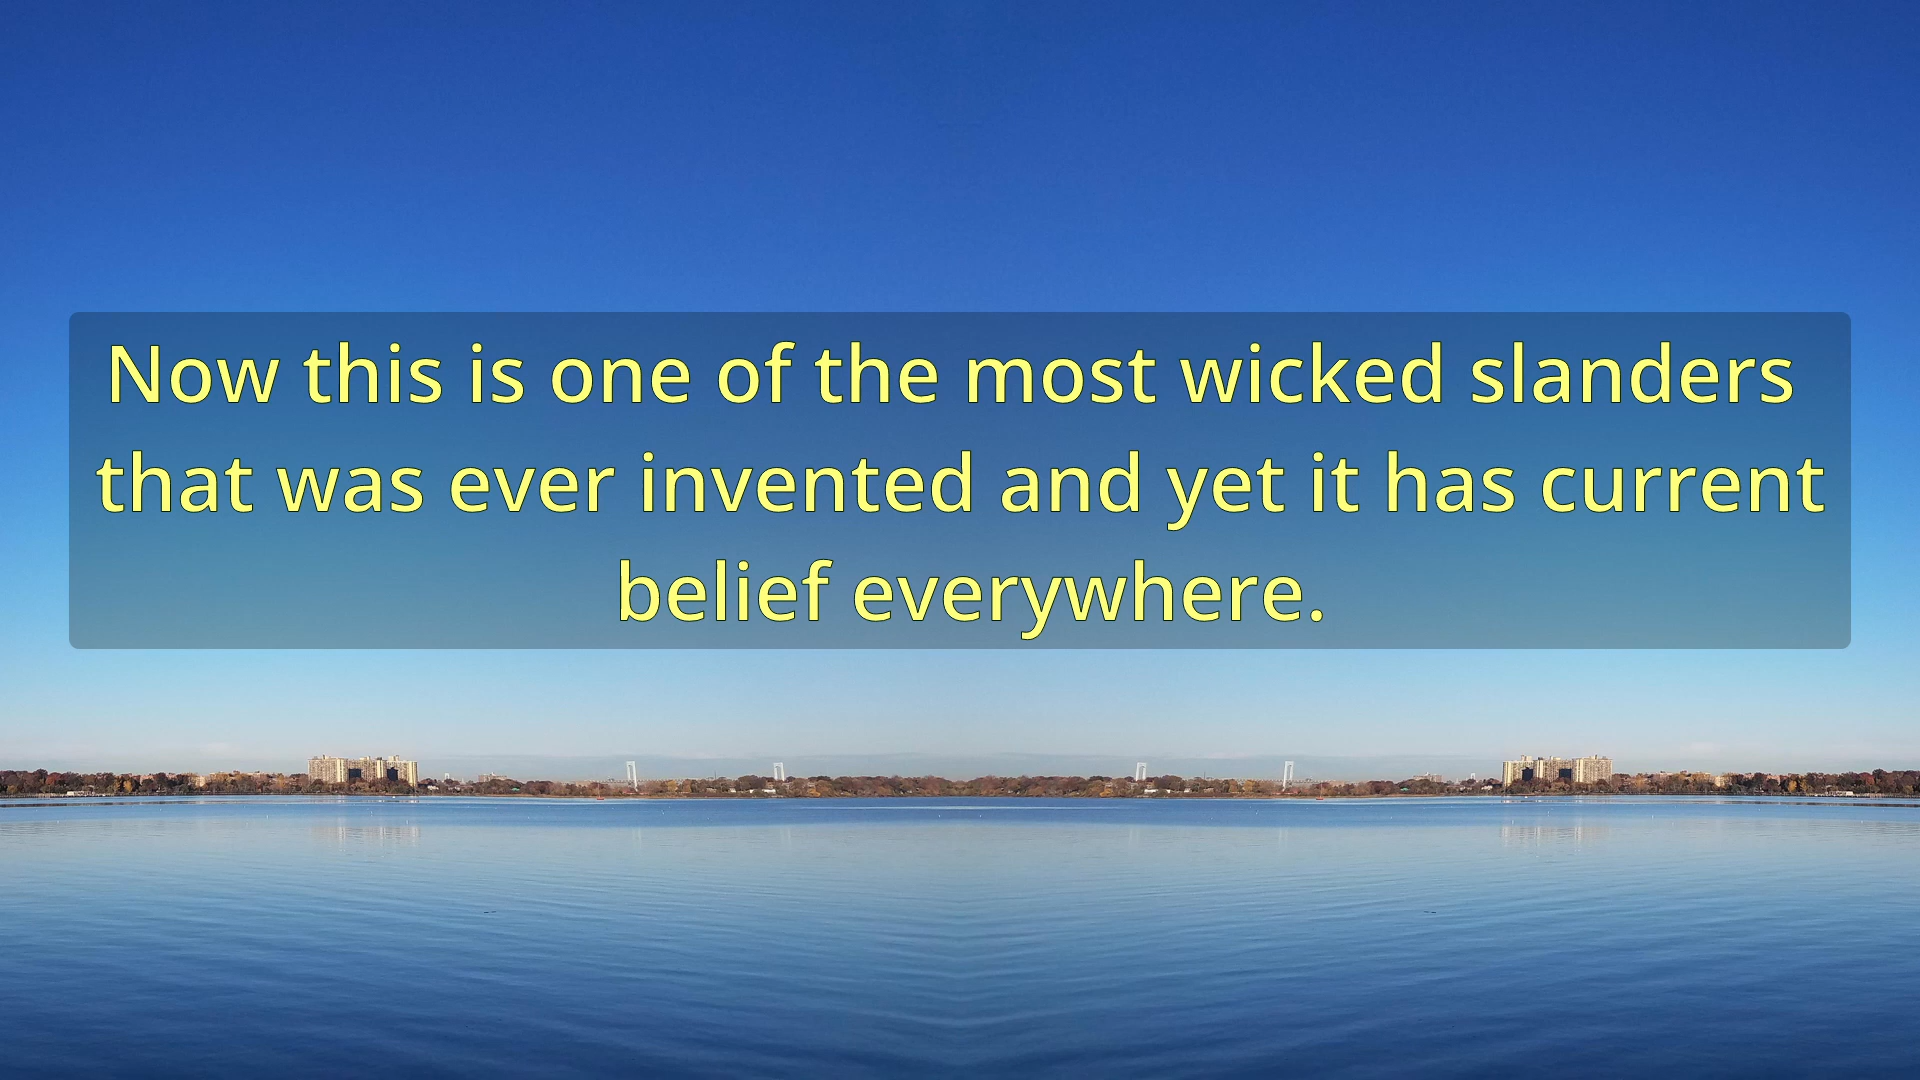 Now this is one of the most wicked slanders
that was ever invented and yet it has current
belief everywhere.